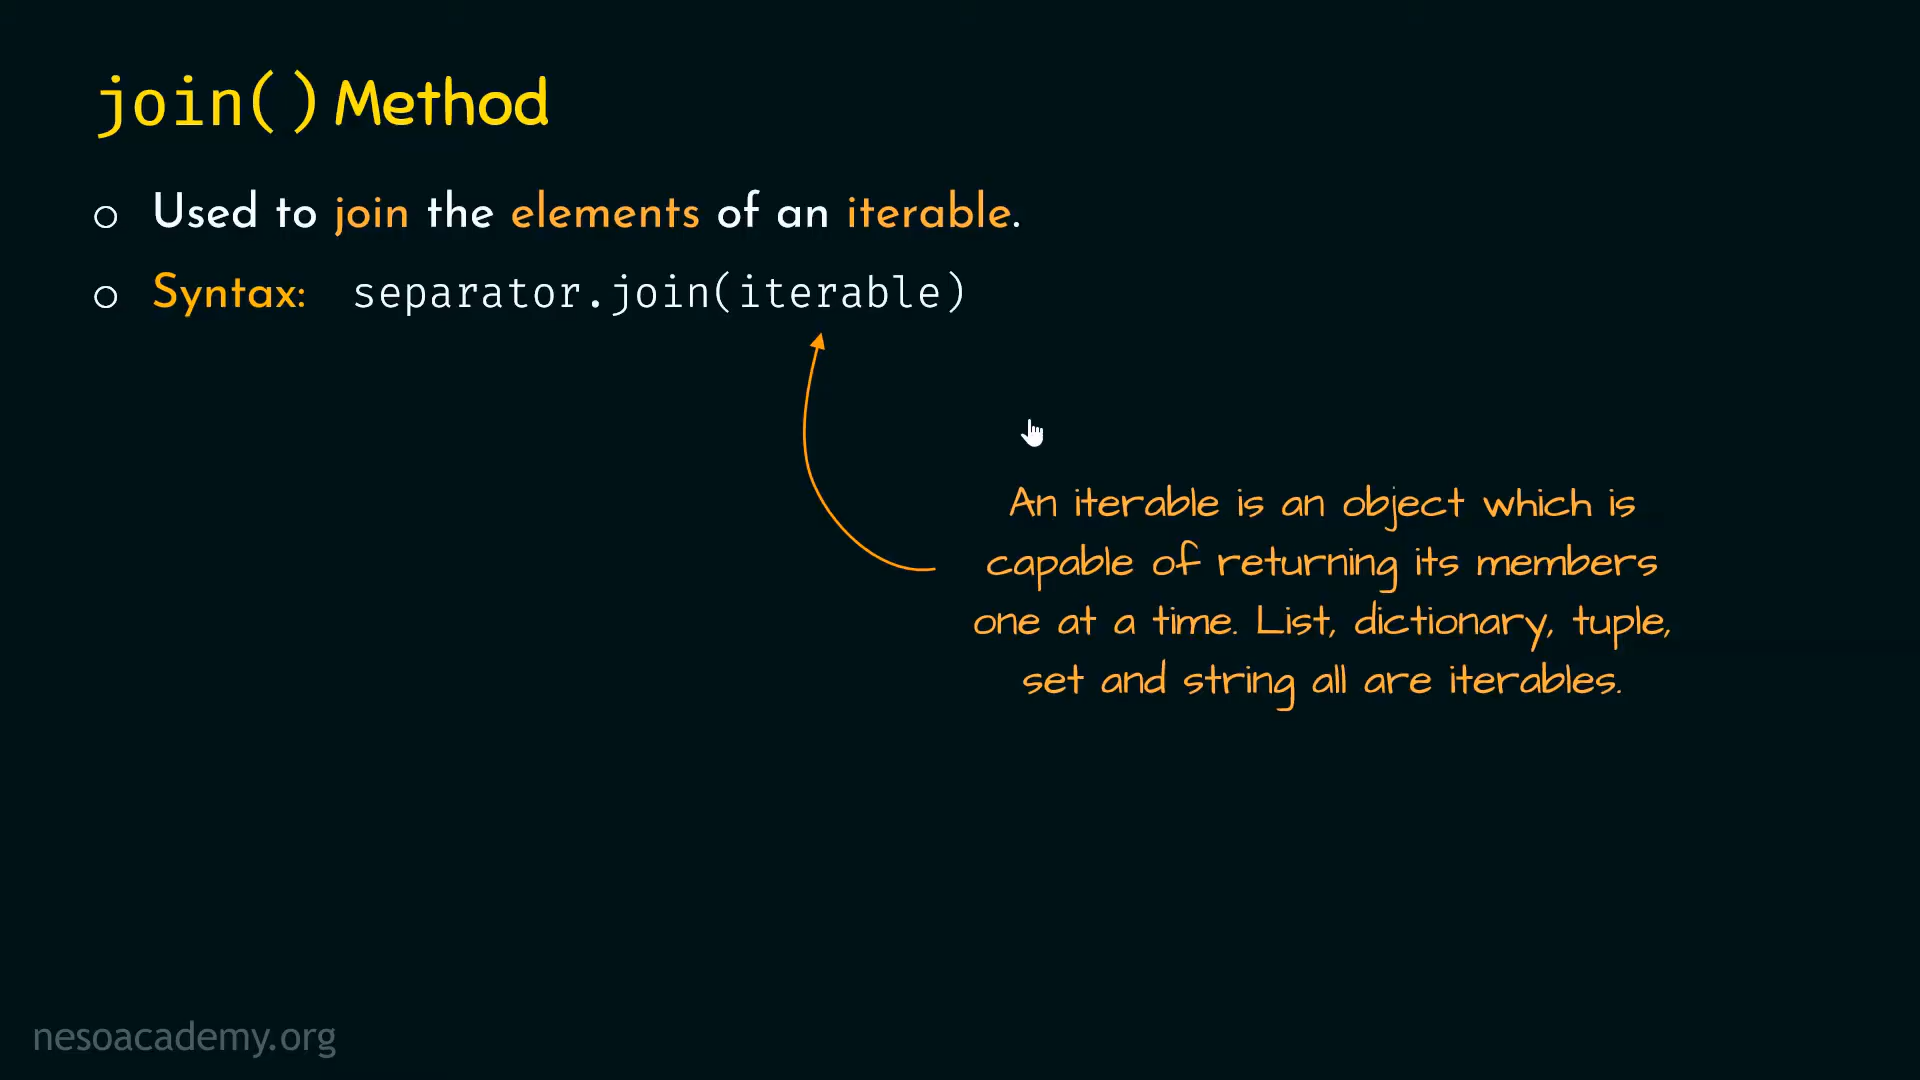 join() Method
Used to join the elements of an iterable.
Syntax: separator.join(iterable)
An iterable is an object which is
capable of returning its members
one at a time. List, dictionary, tuple,
set and string all are iterables.
nesoacademy.org